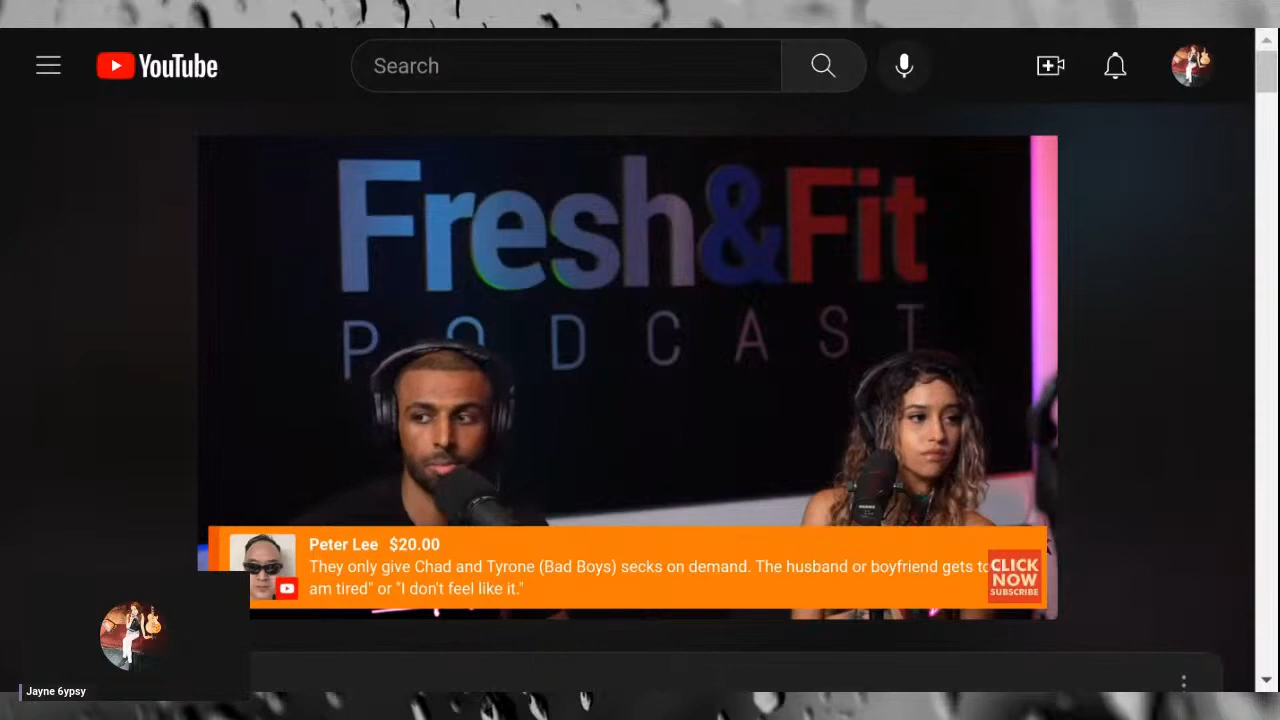 YouTube
Search
Fresh&Fit
PODCAST
Peter Lee $20.00
They only give Chad and Tyrone (Bad Boys) secks on demand. The husband or boyfriend gets
am tired" or "I don't feel like it."
CLICK
NOW
SUBSCRIBE
Jayne 6ypsy